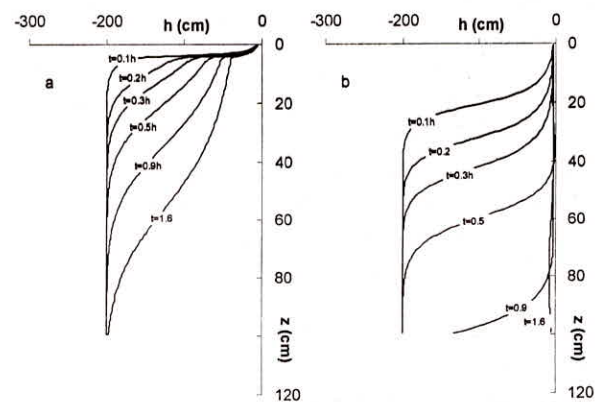 -300 -200 -100 0
h (cm)
a
0
20
40
60
80
z (cm)
120
t=0.1h
t=0.2h
t=0.3h
t=0.5h
t=0.9h
t=1.6
-300 -200 -100 0
h (cm)
b
0
20
40
60
80
z (cm)
120
t=0.1h
t=0.2
t=0.3h
t=0.5
t=0.9
t=1.6